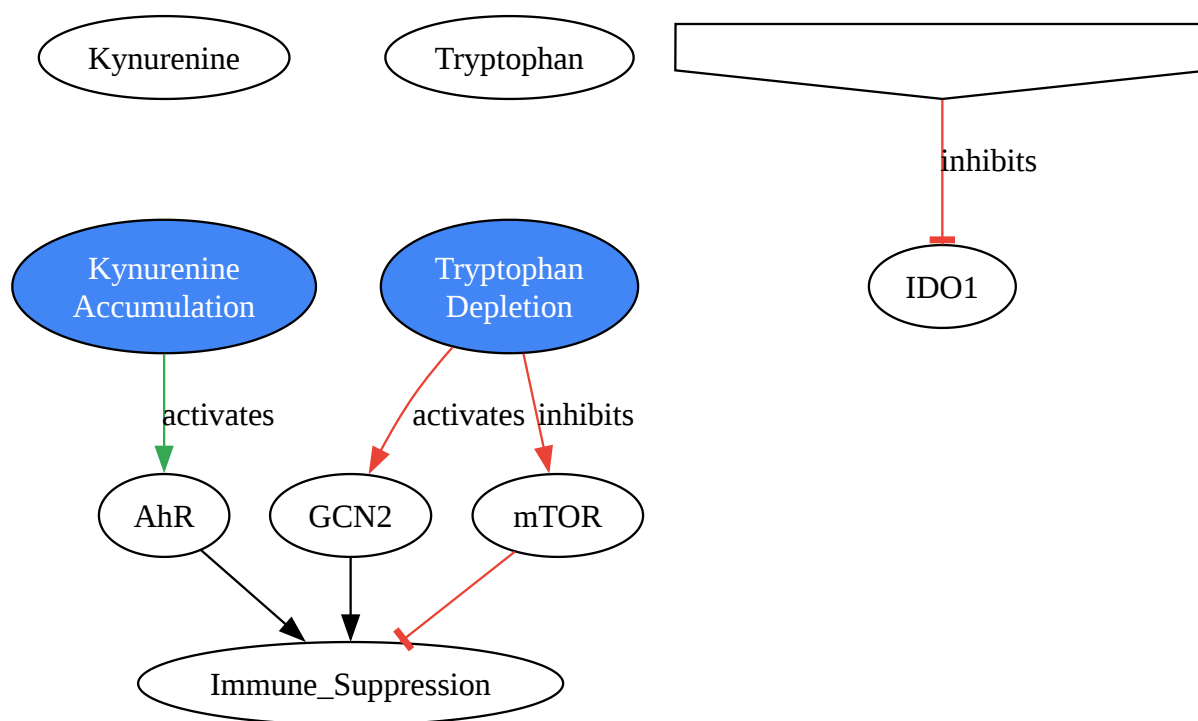 Kynurenine
Tryptophan
inhibits
Kynurenine
Accumulation
Tryptophan
Depletion
IDO1
activates
activates
inhibits
AhR
GCN2
mTOR
Immune_Suppression